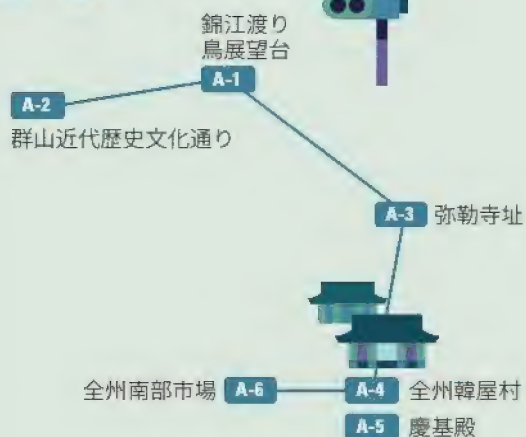 錦江渡り
鳥展望台
A-1
A-2
群山近代歴史文化通り
A-3 弥勒寺址
全州南部市場 A-6 A-4 全州韓屋村
A-5 慶基殿